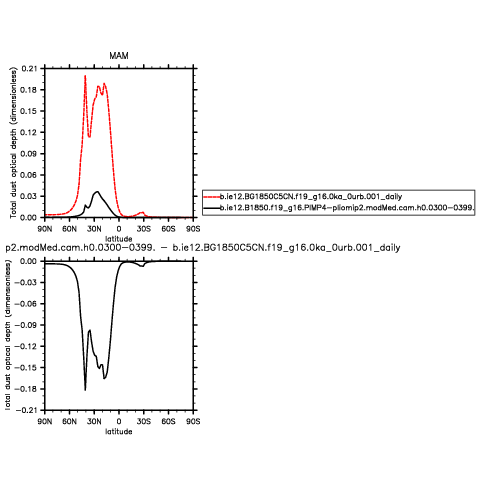 MAM
0.21
0.18
0.15
0.12
0.09
0.06
0.03
0.00
Total dust optical depth (dimensionless)
90N 60N 30N 0 30S 60S 90S
latitude
b.ie12.BG1850C5CN.f19_g16.0ka_0urb.001_daily
b.ie12.B1850.f19_g16.PIMP4-pliomip2.modMed.cam.h0.0300-0399.
p2.modMed.cam.h0.0300-0399. - b.ie12.BG1850C5CN.f19_g16.0ka_0urb.001_daily
0.00
-0.03
-0.06
-0.09
-0.12
-0.15
-0.18
-0.21
Total dust optical depth (dimensionless)
90N 60N 30N 0 30S 60S 90S
latitude